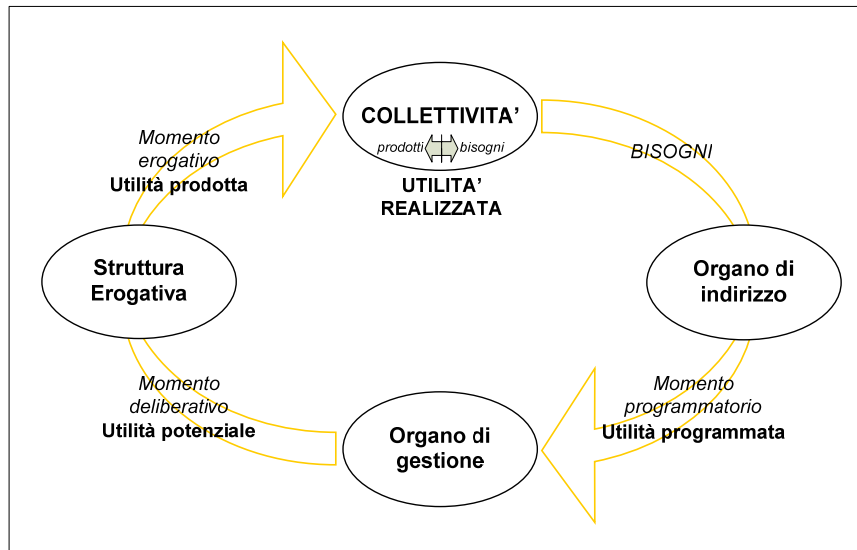 COLLETTIVITA’
prodotti bisogni
UTILITA’
REALIZZATA
BISOGNI
Organo di
indirizzo
Momento
programmatorio
Utilità programmata
Organo di
gestione
Momento
deliberativo
Utilità potenziale
Struttura
Erogativa
Momento
erogativo
Utilità prodotta